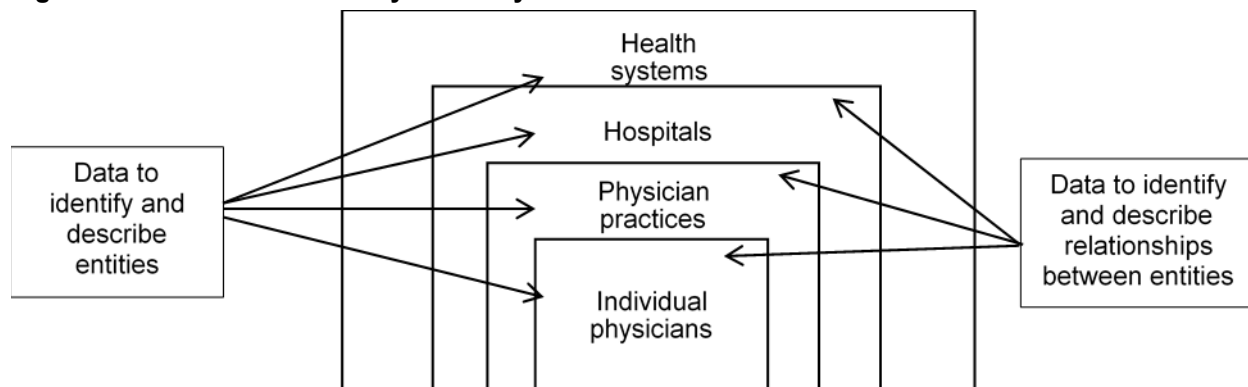 Health
systems
Hospitals
Physician
practices
Individual
physicians
Data to
identify and
describe
entities
Data to identify
and describe
relationships
between entities